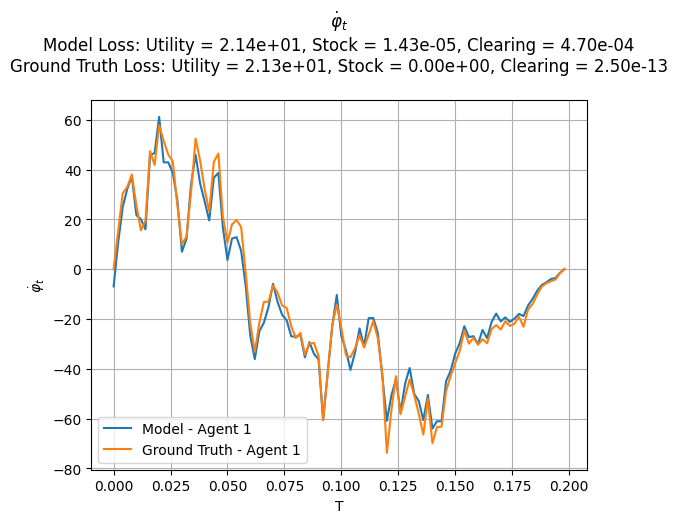 φ̇_t
Model Loss: Utility = 2.14e+01, Stock = 1.43e-05, Clearing = 4.70e-04
Ground Truth Loss: Utility = 2.13e+01, Stock = 0.00e+00, Clearing = 2.50e-13
60
40
20
0
−20
−40
−60
−80
φ̇_t
Model - Agent 1
Ground Truth - Agent 1
0.000 0.025 0.050 0.075 0.100 0.125 0.150 0.175 0.200
T